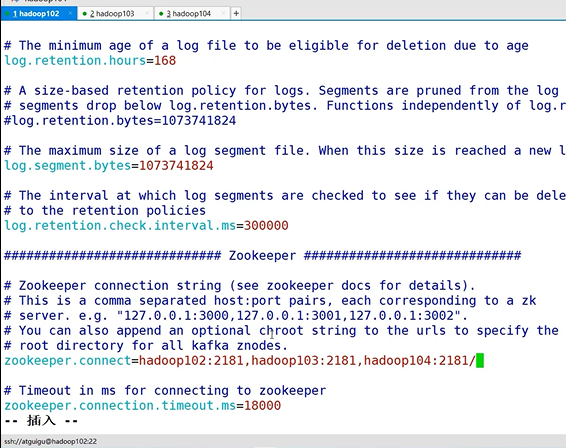 1 hadoop102
2 hadoop103
3 hadoop104
+
# The minimum age of a log file to be eligible for deletion due to age
log.retention.hours=168
# A size-based retention policy for logs. Segments are pruned from the log
# segments drop below log.retention.bytes. Functions independently of log.r
#log.retention.bytes=1073741824
# The maximum size of a log segment file. When this size is reached a new l
log.segment.bytes=1073741824
# The interval at which log segments are checked to see if they can be dele
# to the retention policies
log.retention.check.interval.ms=300000
############################# Zookeeper #############################
# Zookeeper connection string (see zookeeper docs for details).
# This is a comma separated host:port pairs, each corresponding to a zk
# server. e.g. "127.0.0.1:3000,127.0.0.1:3001,127.0.0.1:3002".
# You can also append an optional chroot string to the urls to specify the
# root directory for all kafka znodes.
zookeeper.connect=hadoop102:2181,hadoop103:2181,hadoop104:2181/
# Timeout in ms for connecting to zookeeper
zookeeper.connection.timeout.ms=18000
-- 插入 --
ssh://atguigu@hadoop102:22